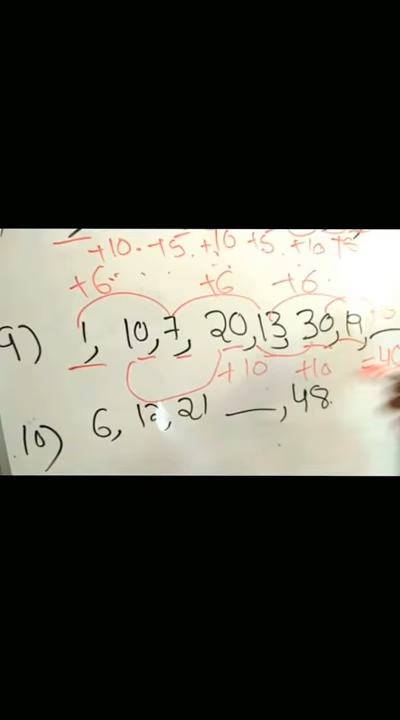 +10 +5 +10 +5 +10 +5
+6 +6 +6
9) 1, 10, 7, 20, 13, 30, 19, __
+10 +10 =40
10) 6, 12, 21 __, 48